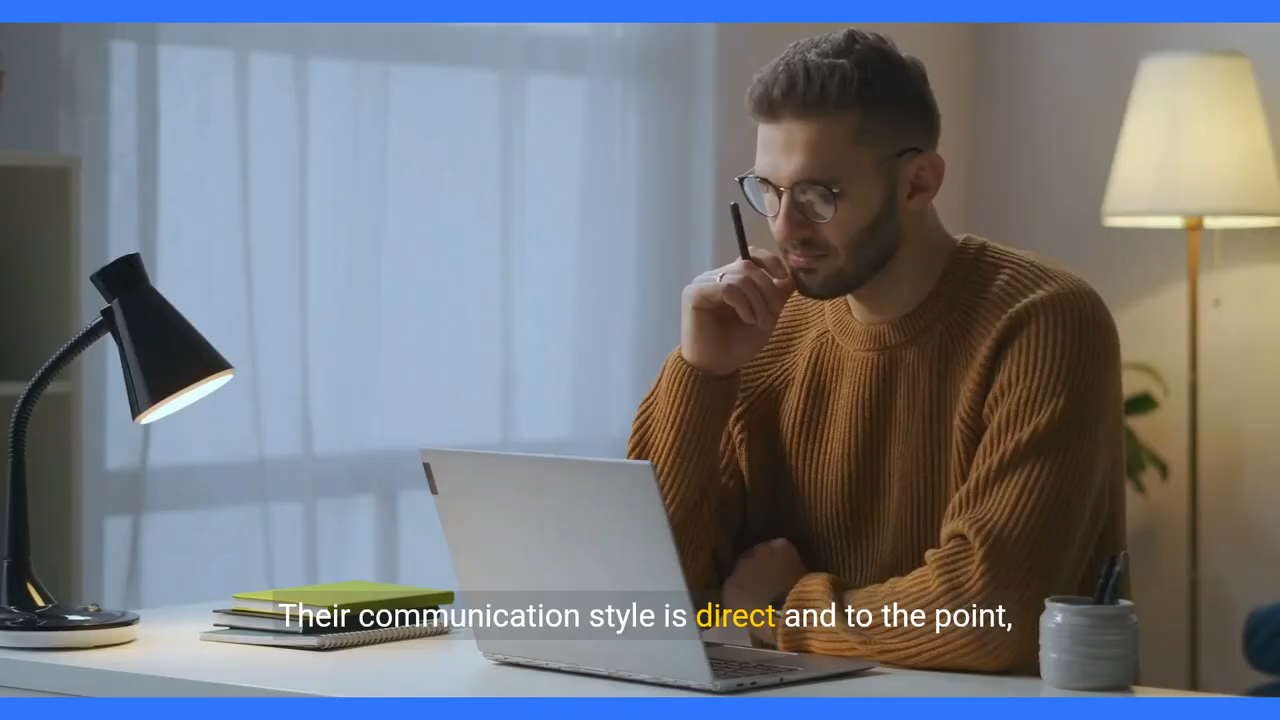 Their communication style is direct and to the point,